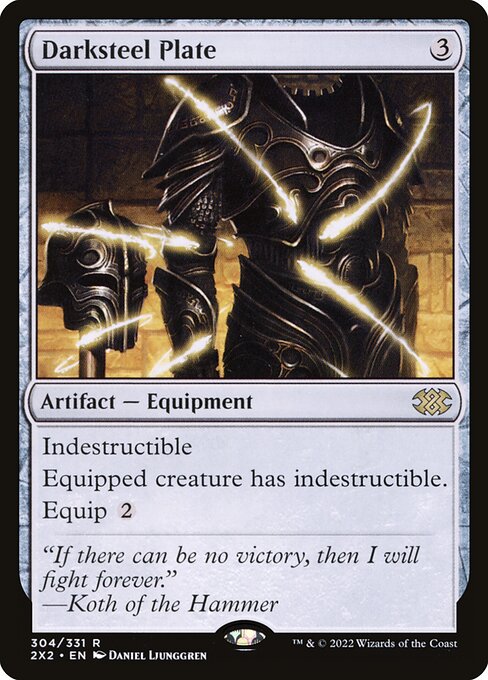 Darksteel Plate 3
Artifact — Equipment
Indestructible
Equipped creature has indestructible.
Equip 2
“If there can be no victory, then I will
fight forever.”
—Koth of the Hammer
304/331 R
2X2 • EN Daniel Ljunggren
™ & © 2022 Wizards of the Coast